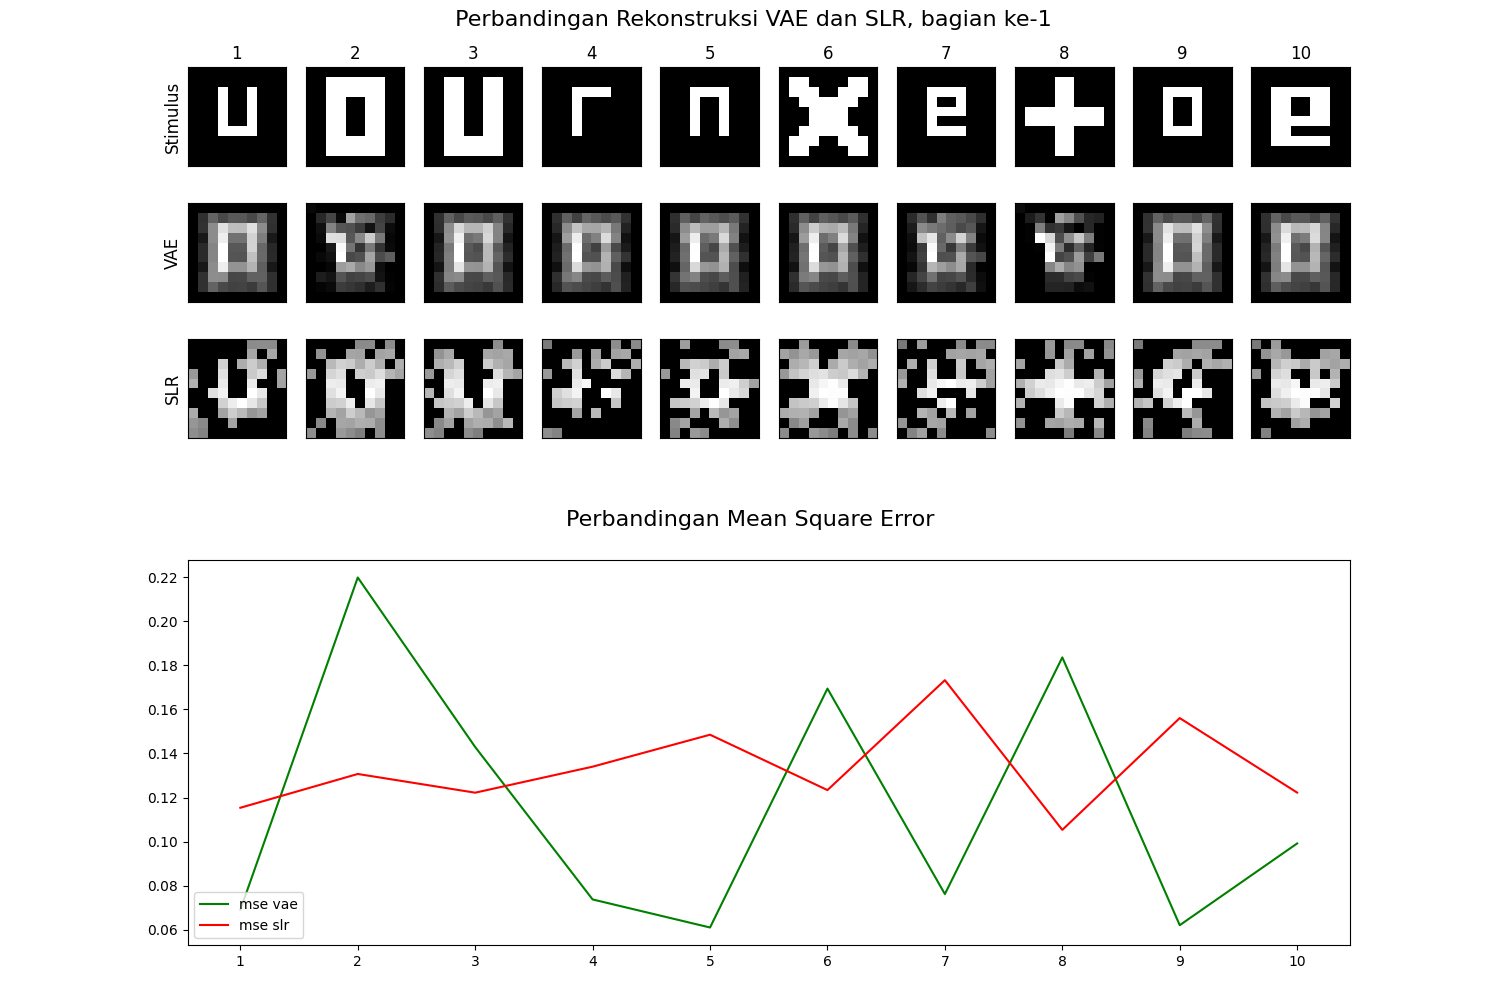 Perbandingan Rekonstruksi VAE dan SLR, bagian ke-1
1 2 3 4 5 6 7 8 9 10
Stimulus
VAE
SLR
Perbandingan Mean Square Error
0.22
0.20
0.18
0.16
0.14
0.12
0.10
0.08
0.06
mse vae
mse slr
1 2 3 4 5 6 7 8 9 10